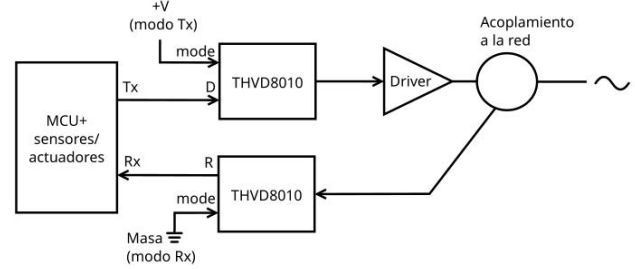 +V
(modo Tx)
mode
Acoplamiento
a la red
Tx
D
THVD8010
Driver
MCU+
sensores/
actuadores
Rx
R
THVD8010
mode
Masa
(modo Rx)